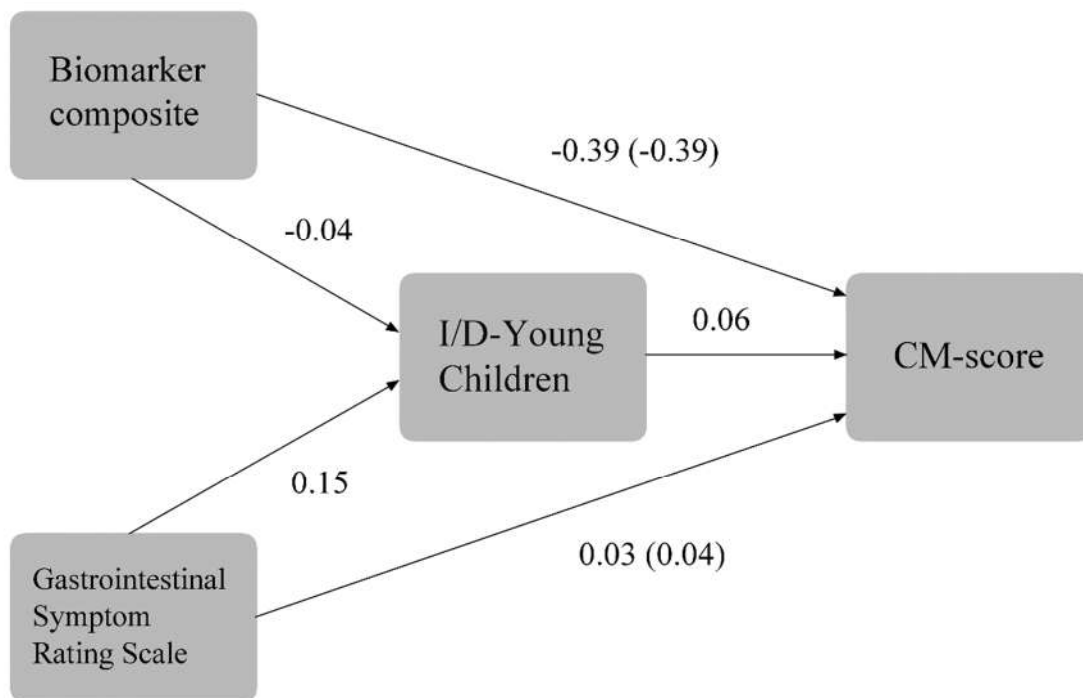 Biomarker
composite
-0.39 (-0.39)
-0.04
I/D-Young
Children
0.06
CM-score
0.15
0.03 (0.04)
Gastrointestinal
Symptom
Rating Scale